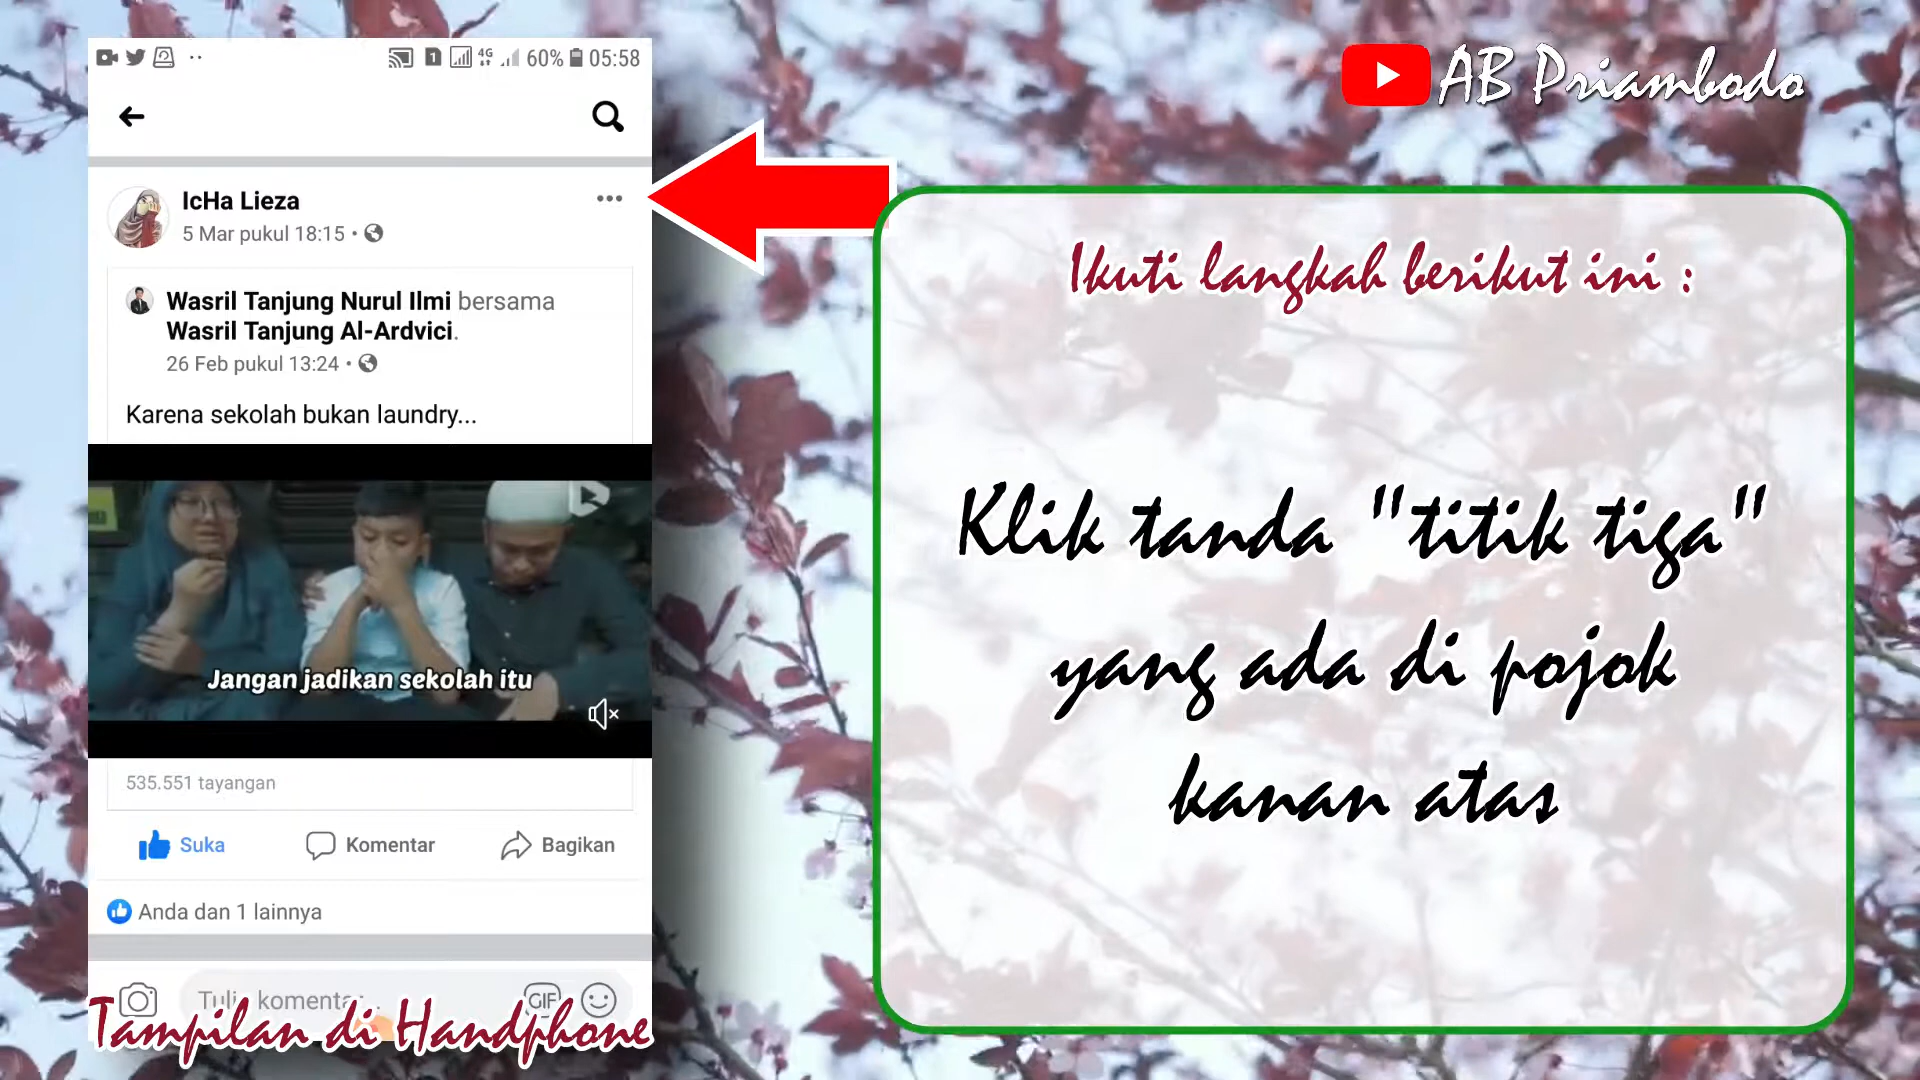 4G 60% 05:58
AB Priambodo
IcHa Lieza
5 Mar pukul 18:15 •
Wasril Tanjung Nurul Ilmi bersama
Wasril Tanjung Al-Ardvici.
26 Feb pukul 13:24 •
Karena sekolah bukan laundry...
Jangan jadikan sekolah itu
535.551 tayangan
Suka Komentar Bagikan
Anda dan 1 lainnya
Tulis komentar...
GIF
Tampilan di Handphone
Ikuti langkah berikut ini :
Klik tanda "titik tiga"
yang ada di pojok
kanan atas